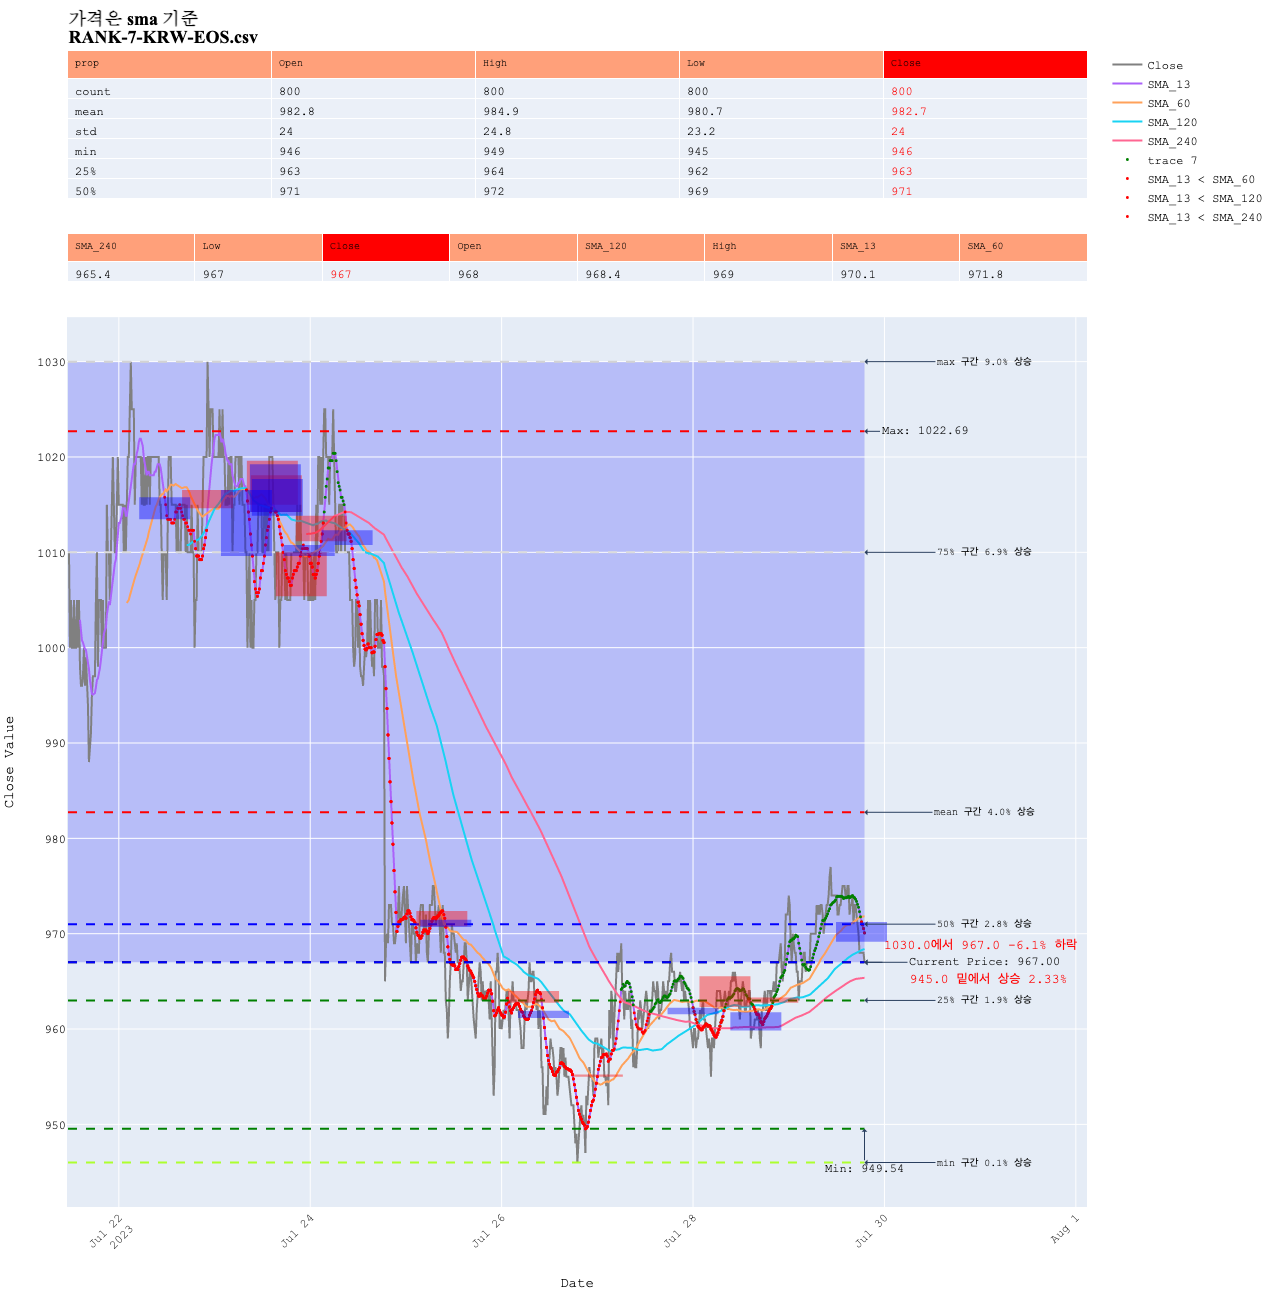 가격은 sma 기준
RANK-7-KRW-EOS.csv
prop Open High Low Close
count 800 800 800 800
mean 982.8 984.9 980.7 982.7
std 24 24.8 23.2 24
min 946 949 945 946
25% 963 964 962 963
50% 971 972 969 971
Close
SMA_13
SMA_60
SMA_120
SMA_240
trace 7
SMA_13 < SMA_60
SMA_13 < SMA_120
SMA_13 < SMA_240
SMA_240 Low Close Open SMA_120 High SMA_13 SMA_60
965.4 967 967 968 968.4 969 970.1 971.8
1030
1020
1010
1000
990
980
970
960
950
Close Value
max 구간 9.0% 상승
Max: 1022.69
75% 구간 6.9% 상승
mean 구간 4.0% 상승
50% 구간 2.8% 상승
1030.0에서 967.0 -6.1% 하락
Current Price: 967.00
945.0 밑에서 상승 2.33%
25% 구간 1.9% 상승
min 구간 0.1% 상승
Min: 949.54
Jul 22
2023
Jul 24
Jul 26
Jul 28
Jul 30
Aug 1
Date